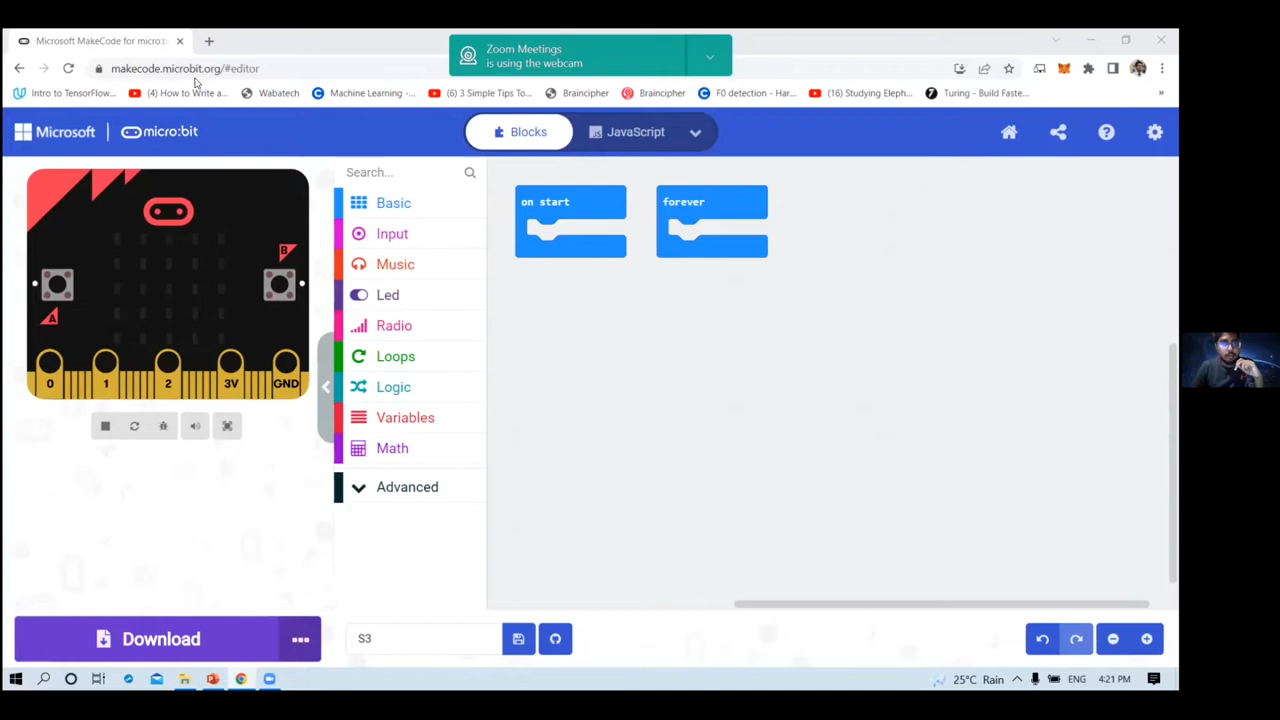 Microsoft MakeCode for micro:b
Zoom Meetings
is using the webcam
makecode.microbit.org/#editor
Intro to TensorFlow... (4) How to Write a... Wabatech Machine Learning -... (6) 3 Simple Tips To... Braincipher Braincipher F0 detection - Har... (16) Studying Eleph... Turing - Build Faste... »
Microsoft micro:bit Blocks JavaScript
Search...
Basic
Input
Music
Led
Radio
Loops
Logic
Variables
Math
Advanced
on start forever
B
A
0 1 2 3V GND
Download
S3
25°C Rain ENG 4:21 PM